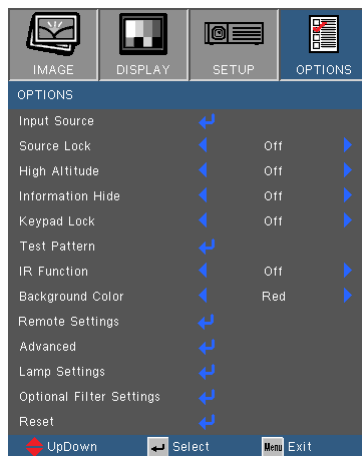 IMAGE DISPLAY SETUP OPTIONS
OPTIONS
Input Source
Source Lock Off
High Altitude Off
Information Hide Off
Keypad Lock Off
Test Pattern
IR Function Off
Background Color Red
Remote Settings
Advanced
Lamp Settings
Optional Filter Settings
Reset
UpDown Select Menu Exit